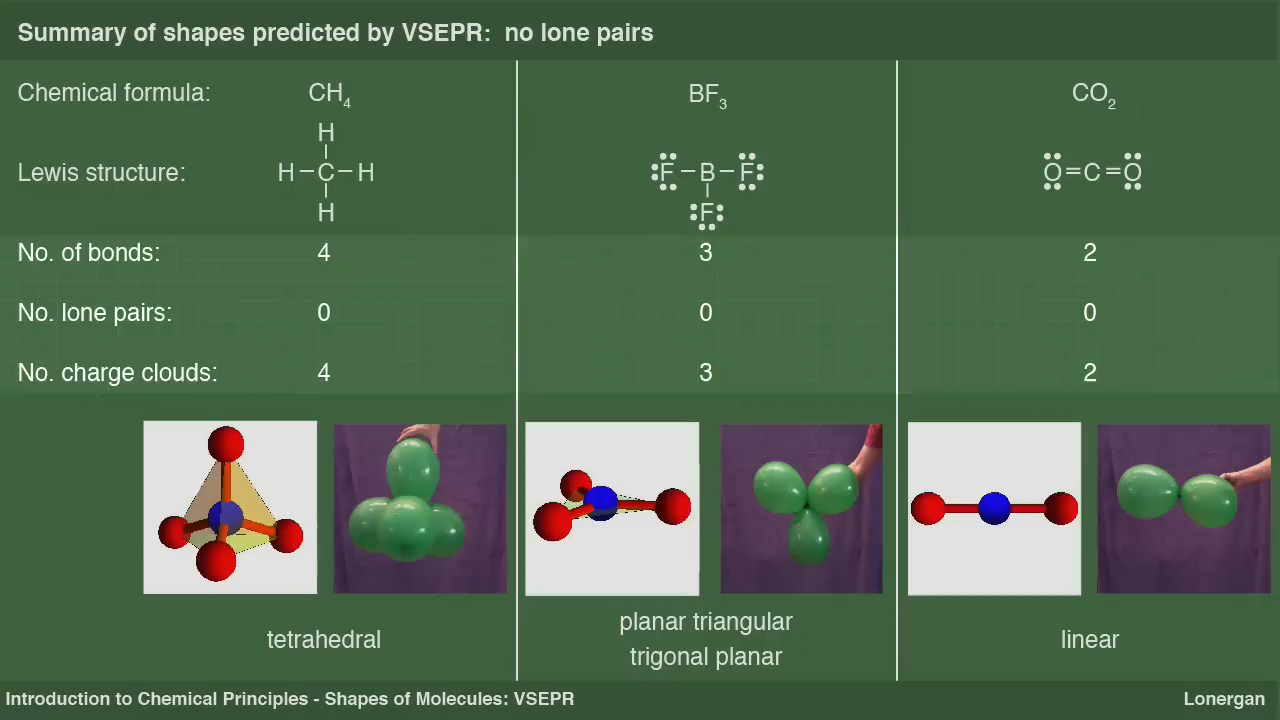 Summary of shapes predicted by VSEPR:  no lone pairs
Chemical formula: CH4 BF3 CO2
H
Lewis structure: H–C–H F–B–F O=C=O
H F
No. of bonds: 4 3 2
No. lone pairs: 0 0 0
No. charge clouds: 4 3 2
planar triangular
tetrahedral linear
trigonal planar
Introduction to Chemical Principles - Shapes of Molecules: VSEPR Lonergan